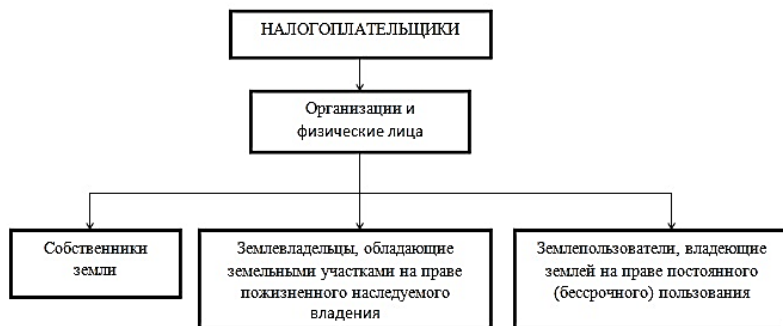 НАЛОГОПЛАТЕЛЬЩИКИ
Организации и
физические лица
Собственники
земли
Землевладельцы, обладающие
земельными участками на праве
пожизненного наследуемого
владения
Землепользователи, владеющие
землей на праве постоянного
(бессрочного) пользования